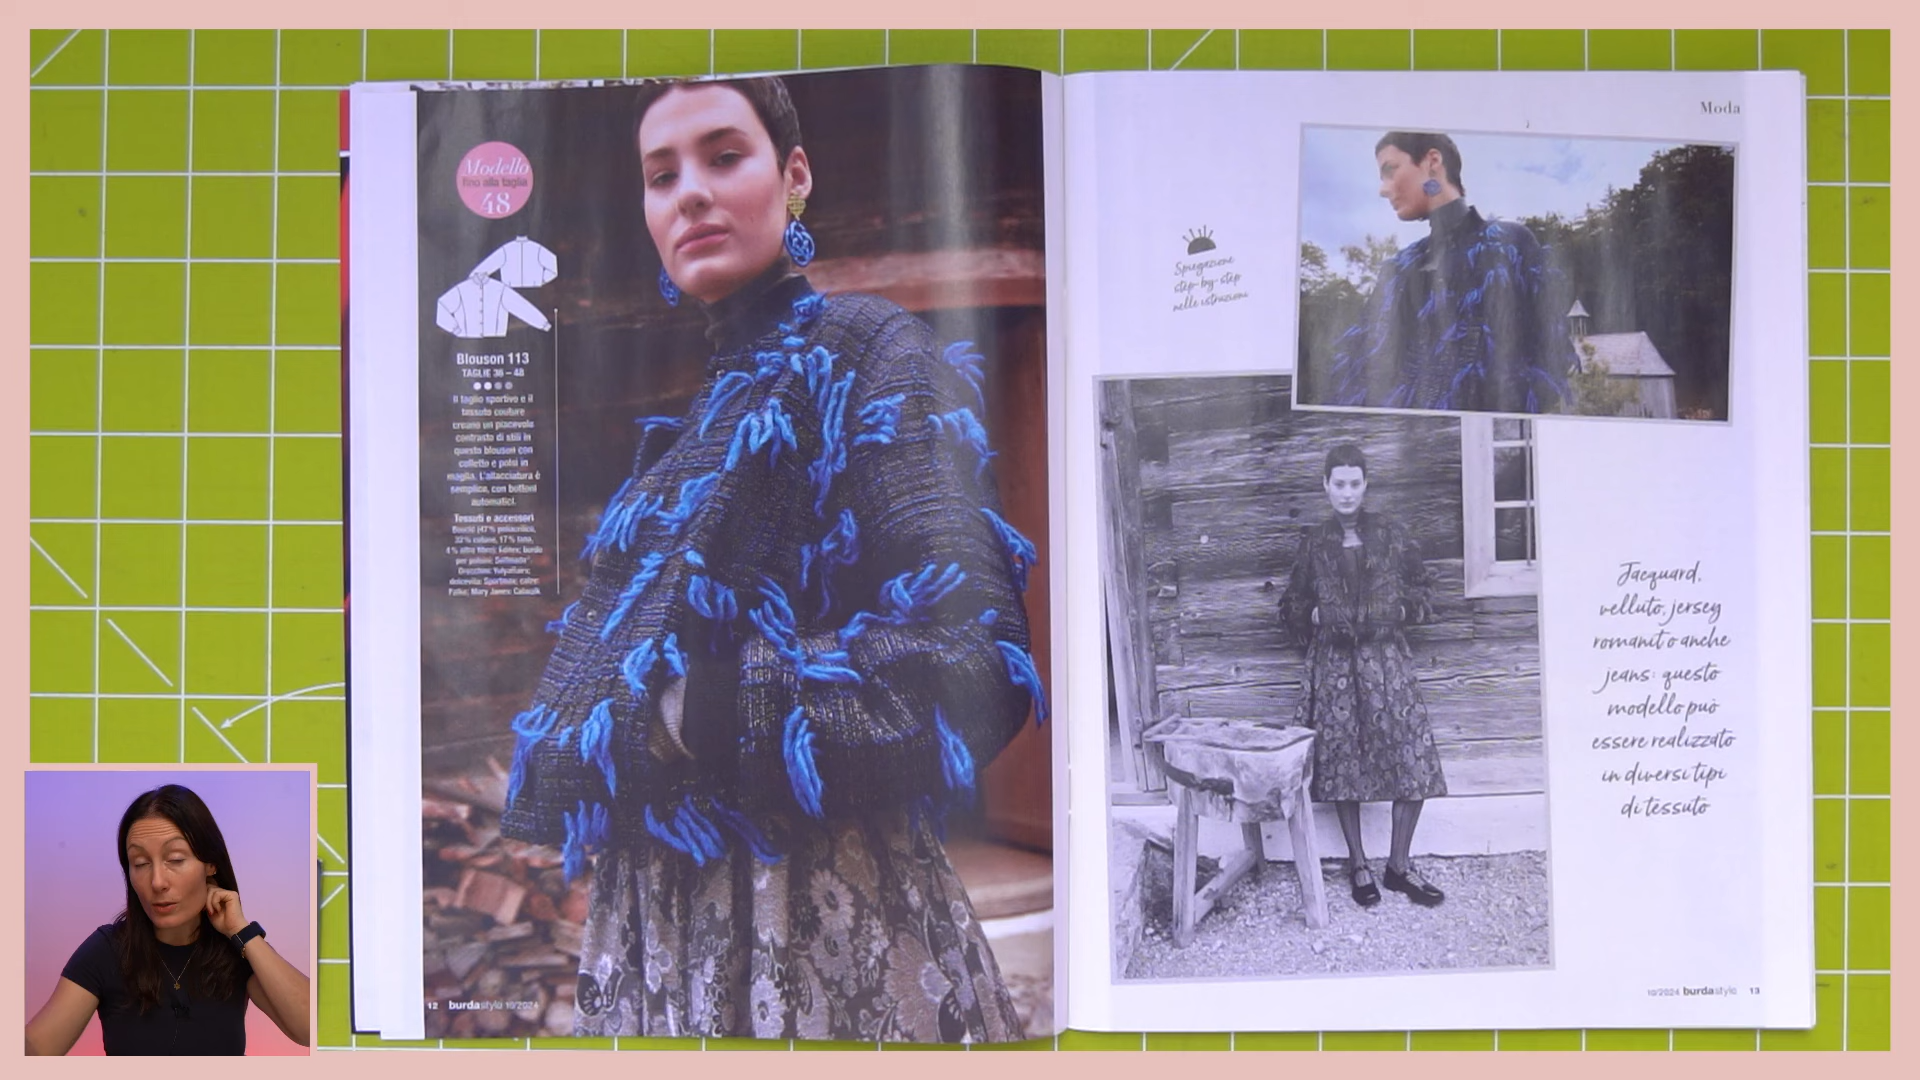 Modello
fino alla taglia
48
Blouson 113
TAGLIE 36 – 48
Il taglio sportivo e il
tessuto couture
creano un piacevole
contrasto di stili in
questo blouson con
colletto e polsi in
maglia. L'allacciatura è
semplice, con bottoni
automatici.
Tessuti e accessori
12 burdastyle 10/2024
Moda
Spiegazione
step-by-step
nelle istruzioni
Jacquard,
velluto, jersey
romanit o anche
jeans: questo
modello può
essere realizzato
in diversi tipi
di tessuto
10/2024 burdastyle 13